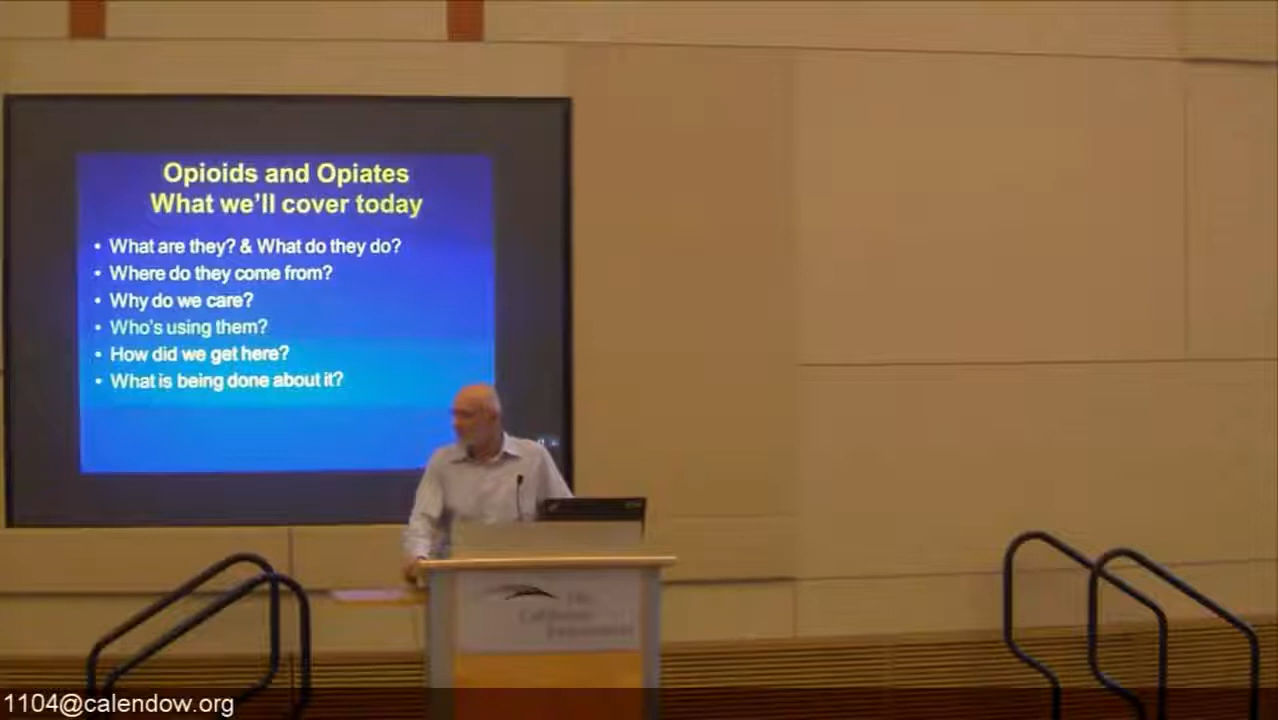 Opioids and Opiates
What we'll cover today
• What are they? & What do they do?
• Where do they come from?
• Why do we care?
• Who's using them?
• How did we get here?
• What is being done about it?
1104@calendow.org